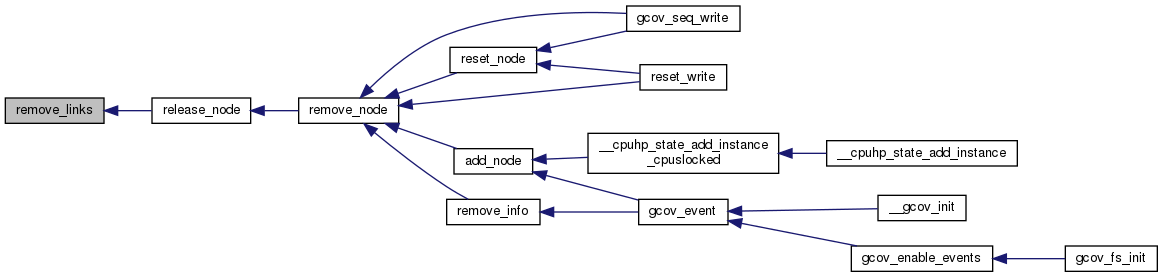 remove_links
release_node
remove_node
gcov_seq_write
reset_node
reset_write
add_node
__cpuhp_state_add_instance
_cpuslocked
__cpuhp_state_add_instance
remove_info
gcov_event
__gcov_init
gcov_enable_events
gcov_fs_init